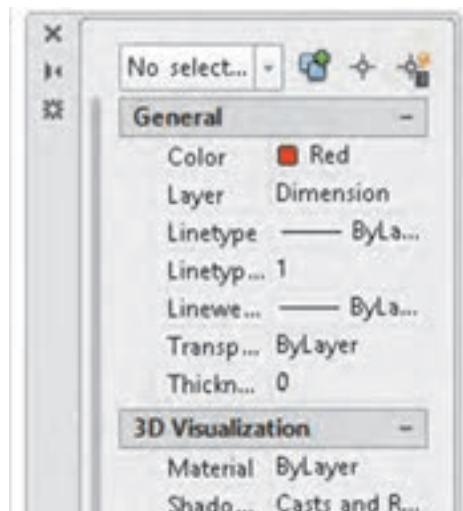 No select...
General
Color Red
Layer Dimension
Linetype ByLa...
Linetyp... 1
Linewe... ByLa...
Transp... ByLayer
Thickn... 0
3D Visualization
Material ByLayer
Shado... Casts and R...